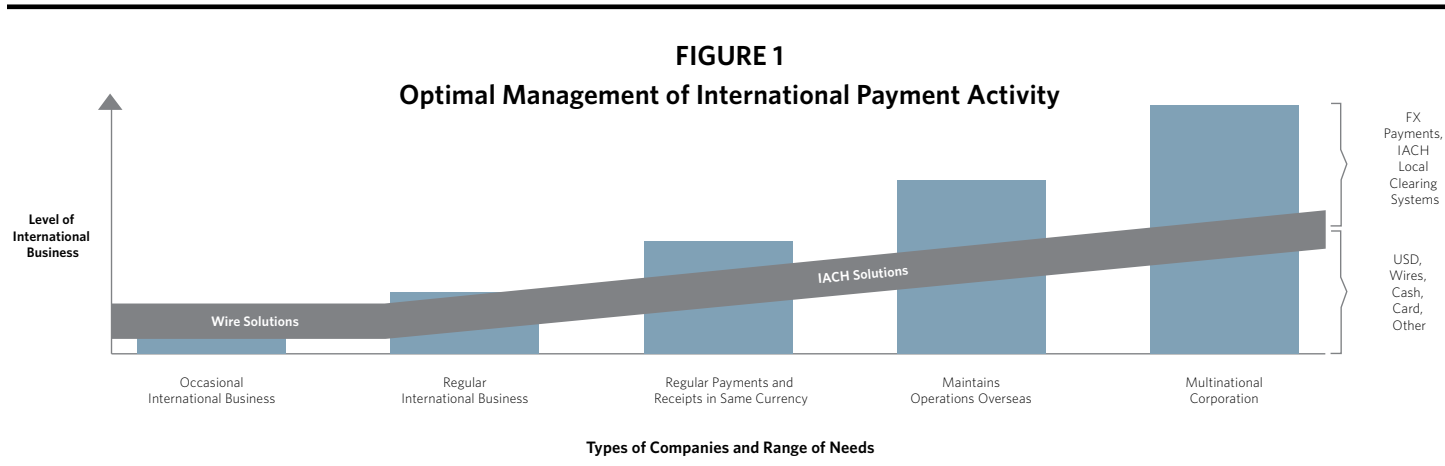 FIGURE 1
Optimal Management of International Payment Activity
Level of
International
Business
Wire Solutions
IACH Solutions
FX
Payments,
IACH
Local
Clearing
Systems
USD,
Wires,
Cash,
Card,
Other
Occasional
International Business
Regular
International Business
Regular Payments and
Receipts in Same Currency
Maintains
Operations Overseas
Multinational
Corporation
Types of Companies and Range of Needs